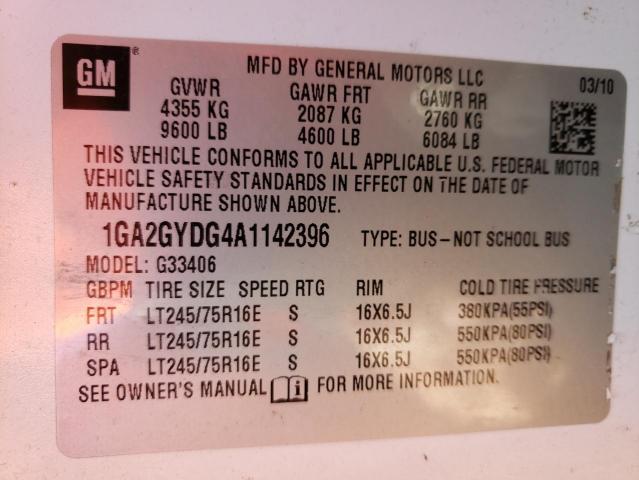 GM®
MFD BY GENERAL MOTORS LLC
03/10
GVWR GAWR FRT GAWR RR
4355 KG 2087 KG 2760 KG
9600 LB 4600 LB 6084 LB
THIS VEHICLE CONFORMS TO ALL APPLICABLE U.S. FEDERAL MOTOR
VEHICLE SAFETY STANDARDS IN EFFECT ON THE DATE OF
MANUFACTURE SHOWN ABOVE.
1GA2GYDG4A1142396 TYPE: BUS-NOT SCHOOL BUS
MODEL: G33406
GBPM TIRE SIZE SPEED RTG RIM COLD TIRE PRESSURE
FRT LT245/75R16E S 16X6.5J 380KPA(55PSI)
RR LT245/75R16E S 16X6.5J 550KPA(80PSI)
SPA LT245/75R16E S 16X6.5J 550KPA(80PSI)
SEE OWNER'S MANUAL i FOR MORE INFORMATION.